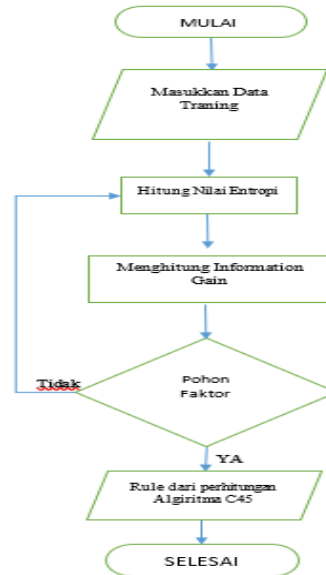 MULAI
Masukkan Data
Traning
Hitung Nilai Entropi
Menghitung Information
Gain
Pohon
Faktor
Tidak
YA
Rule dari perhitungan
Algiritma C45
SELESAI